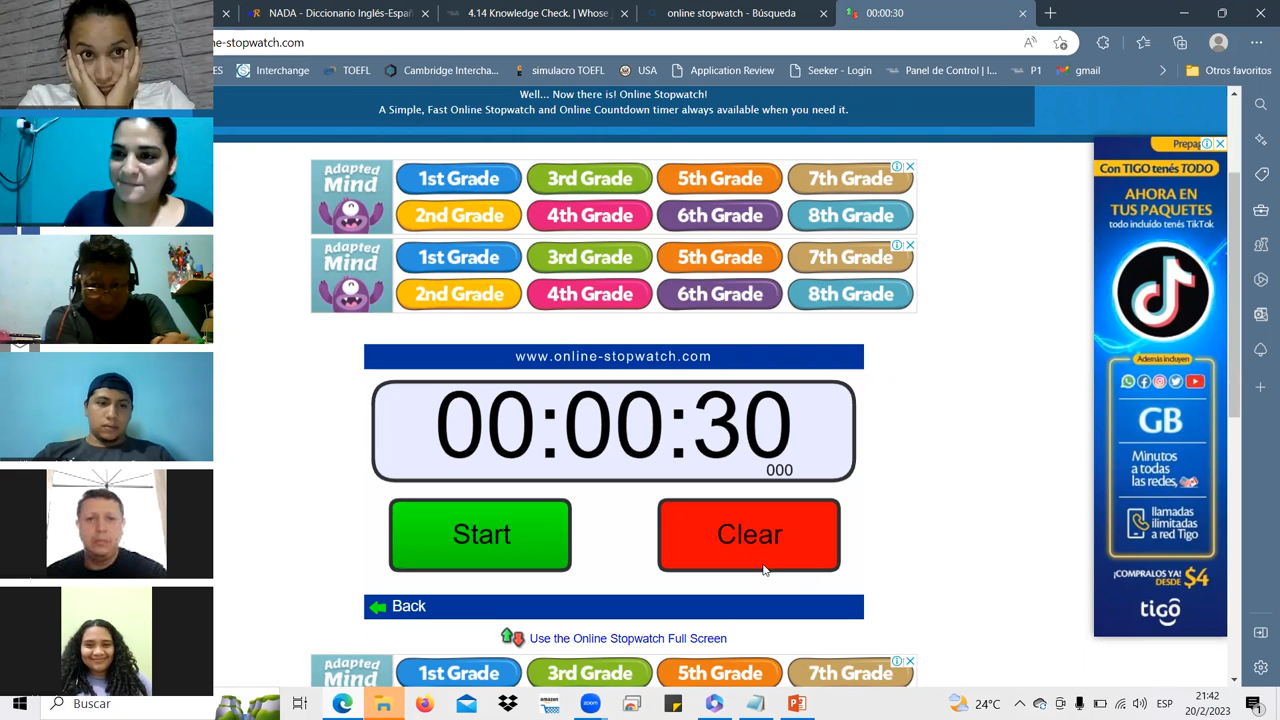 NADA - Diccionario Inglés-Españ
4.14 Knowledge Check. | Whose
online stopwatch - Búsqueda
00:00:30
ne-stopwatch.com
ES
Interchange
TOEFL
Cambridge Intercha...
simulacro TOEFL
USA
Application Review
Seeker - Login
Panel de Control | I...
P1
gmail
Otros favoritos
Well... Now there is! Online Stopwatch!
A Simple, Fast Online Stopwatch and Online Countdown timer always available when you need it.
Adapted
Mind
1st Grade
3rd Grade
5th Grade
7th Grade
2nd Grade
4th Grade
6th Grade
8th Grade
Adapted
Mind
1st Grade
3rd Grade
5th Grade
7th Grade
2nd Grade
4th Grade
6th Grade
8th Grade
www.online-stopwatch.com
00:00:30
000
Start
Clear
Back
Use the Online Stopwatch Full Screen
Adapted
Mind
1st Grade
3rd Grade
5th Grade
7th Grade
Prepag
Con TIGO tenés TODO
AHORA EN
TUS PAQUETES
todo incluido tenés TikTok
Además incluyen
GB
Minutos
a todas
las redes,
llamadas
ilimitadas
a red Tigo
¡COMPRALOS YA!
DESDE
$4
tigo
Buscar
amazon
zoom
24°C
ESP
21:42
20/2/2023